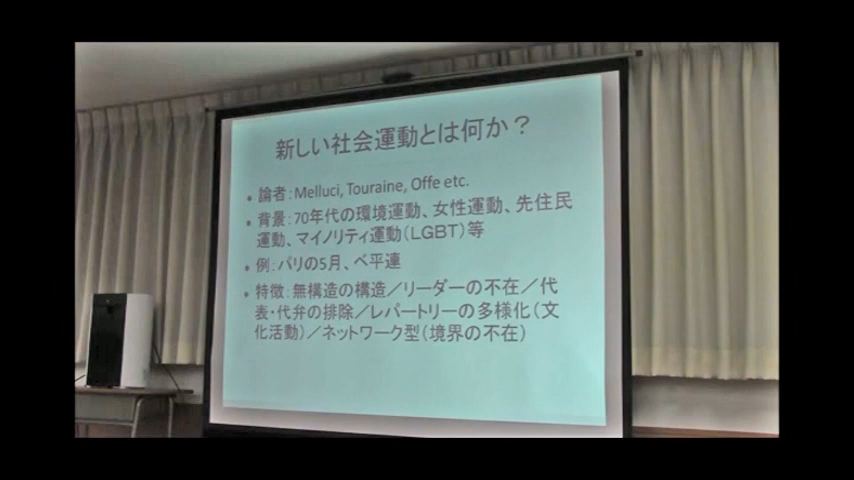 新しい社会運動とは何か？
• 論者：Melluci, Touraine, Offe etc.
• 背景：70年代の環境運動、女性運動、先住民
運動、マイノリティ運動（LGBT）等
• 例：パリの5月、ベ平連
• 特徴：無構造の構造／リーダーの不在／代
表・代弁の排除／レパートリーの多様化（文
化活動）／ネットワーク型（境界の不在）